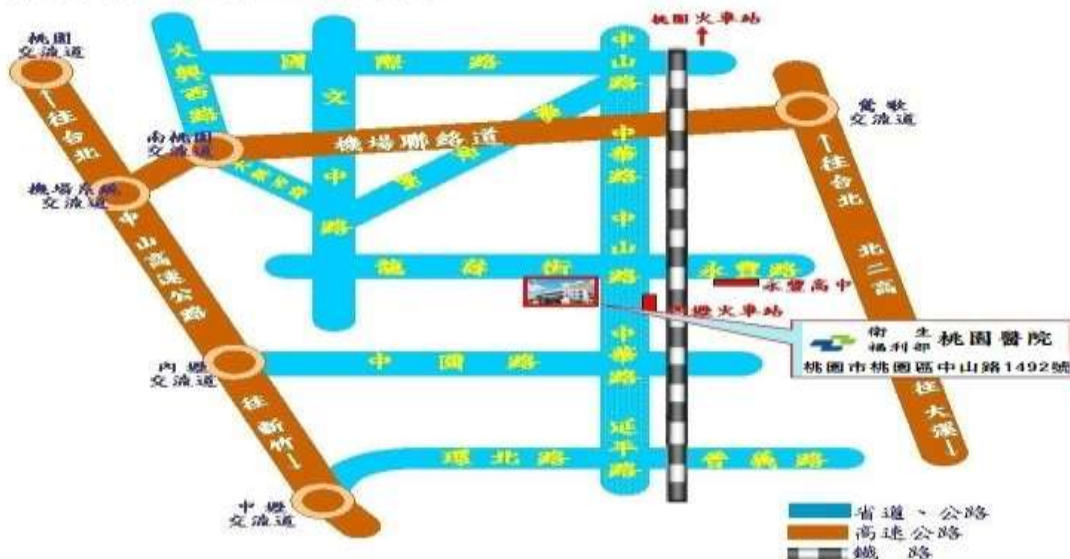 桃園火車站
桃園
交流道
大興西路
國際路
中山路
文中路
鶯歌
交流道
南桃園
交流道
機場聯絡道
中華路
←往台北
←往台北
機場系統
交流道
中山高速公路
中山路
北二高
龍壽街
永豐路
永豐高中
內壢火車站
衛生
福利部
桃園醫院
桃園市桃園區中山路1492號
內壢
交流道
中園路
中華路
往新竹→
往大溪→
延平路
環北路
普義路
中壢
交流道
省道、公路
高速公路
鐵路